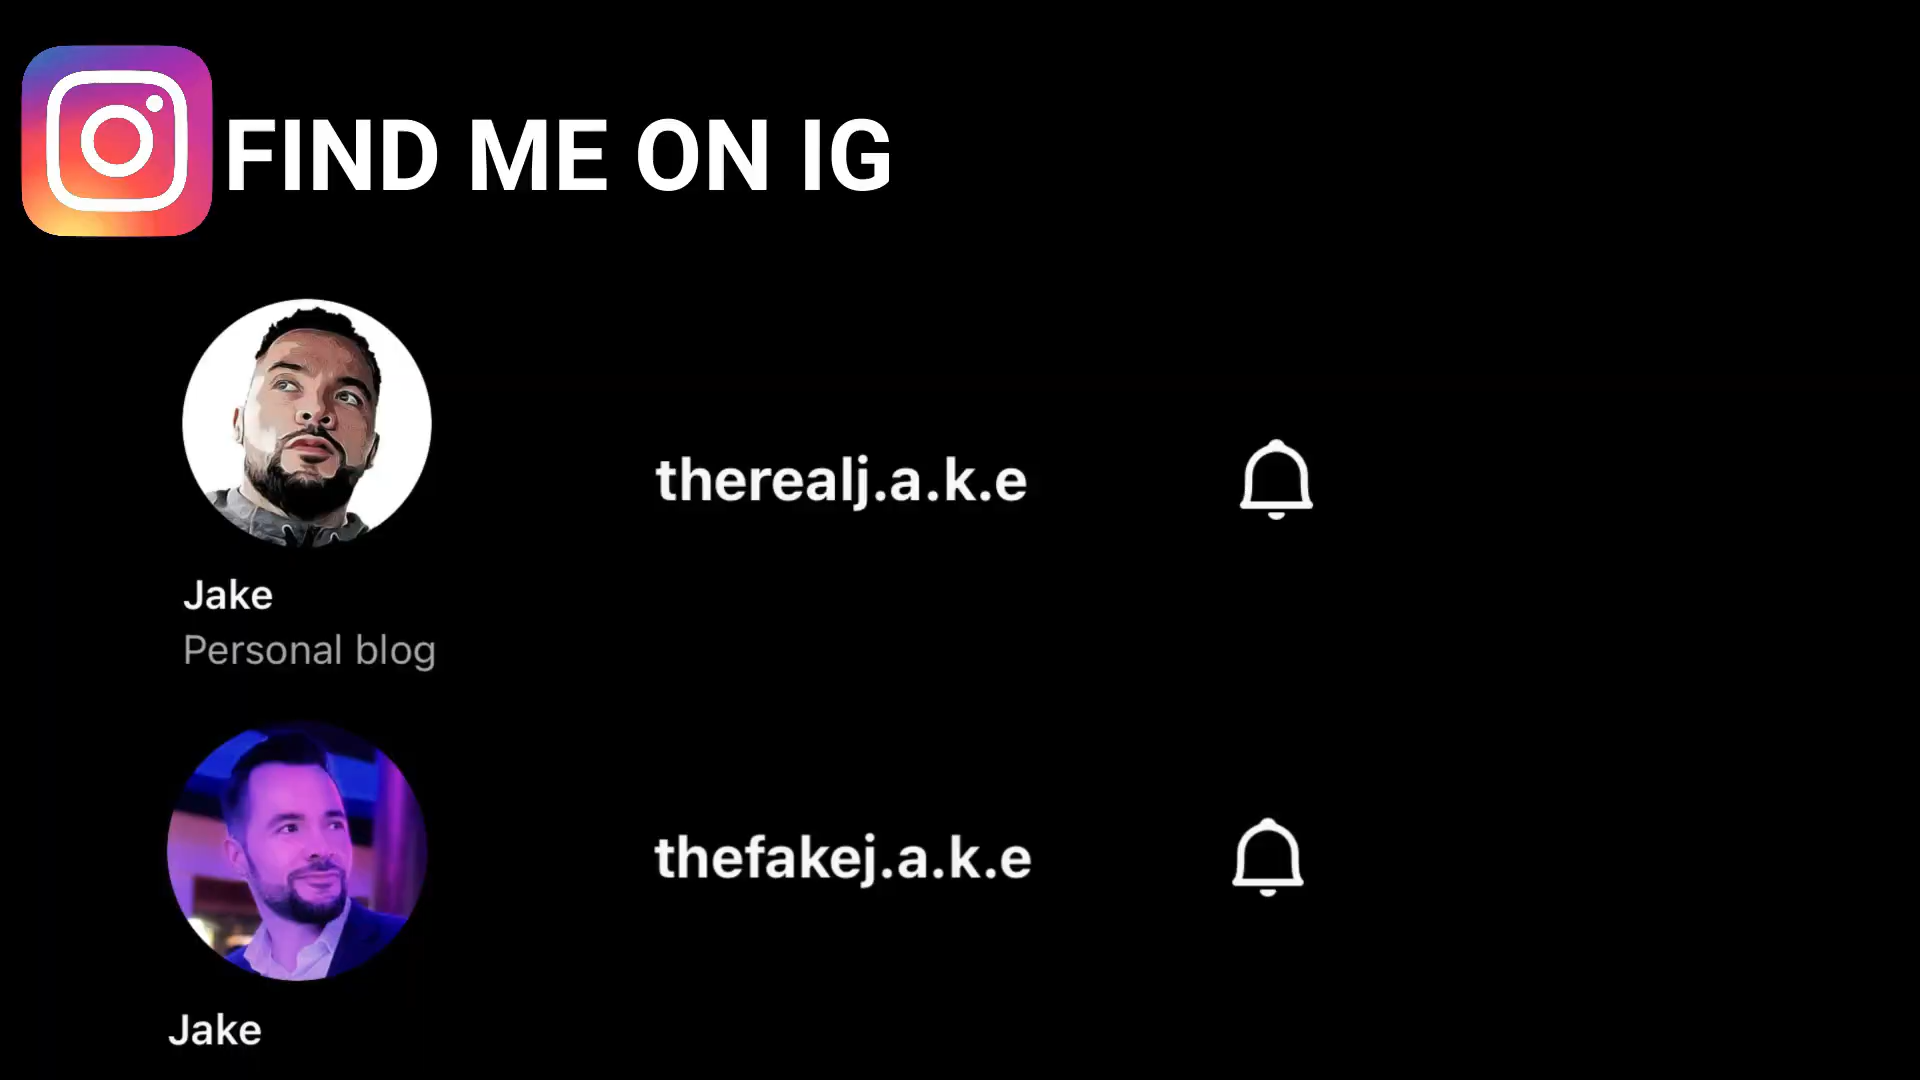 FIND ME ON IG
therealj.a.k.e
Jake
Personal blog
thefakej.a.k.e
Jake